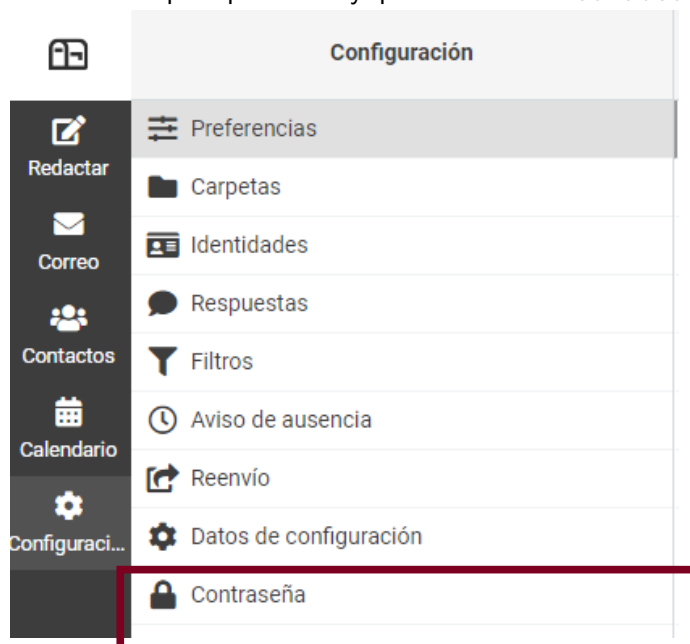 Configuración
Preferencias
Redactar
Carpetas
Identidades
Correo
Respuestas
Contactos
Filtros
Aviso de ausencia
Calendario
Reenvío
Datos de configuración
Configuraci...
Contraseña